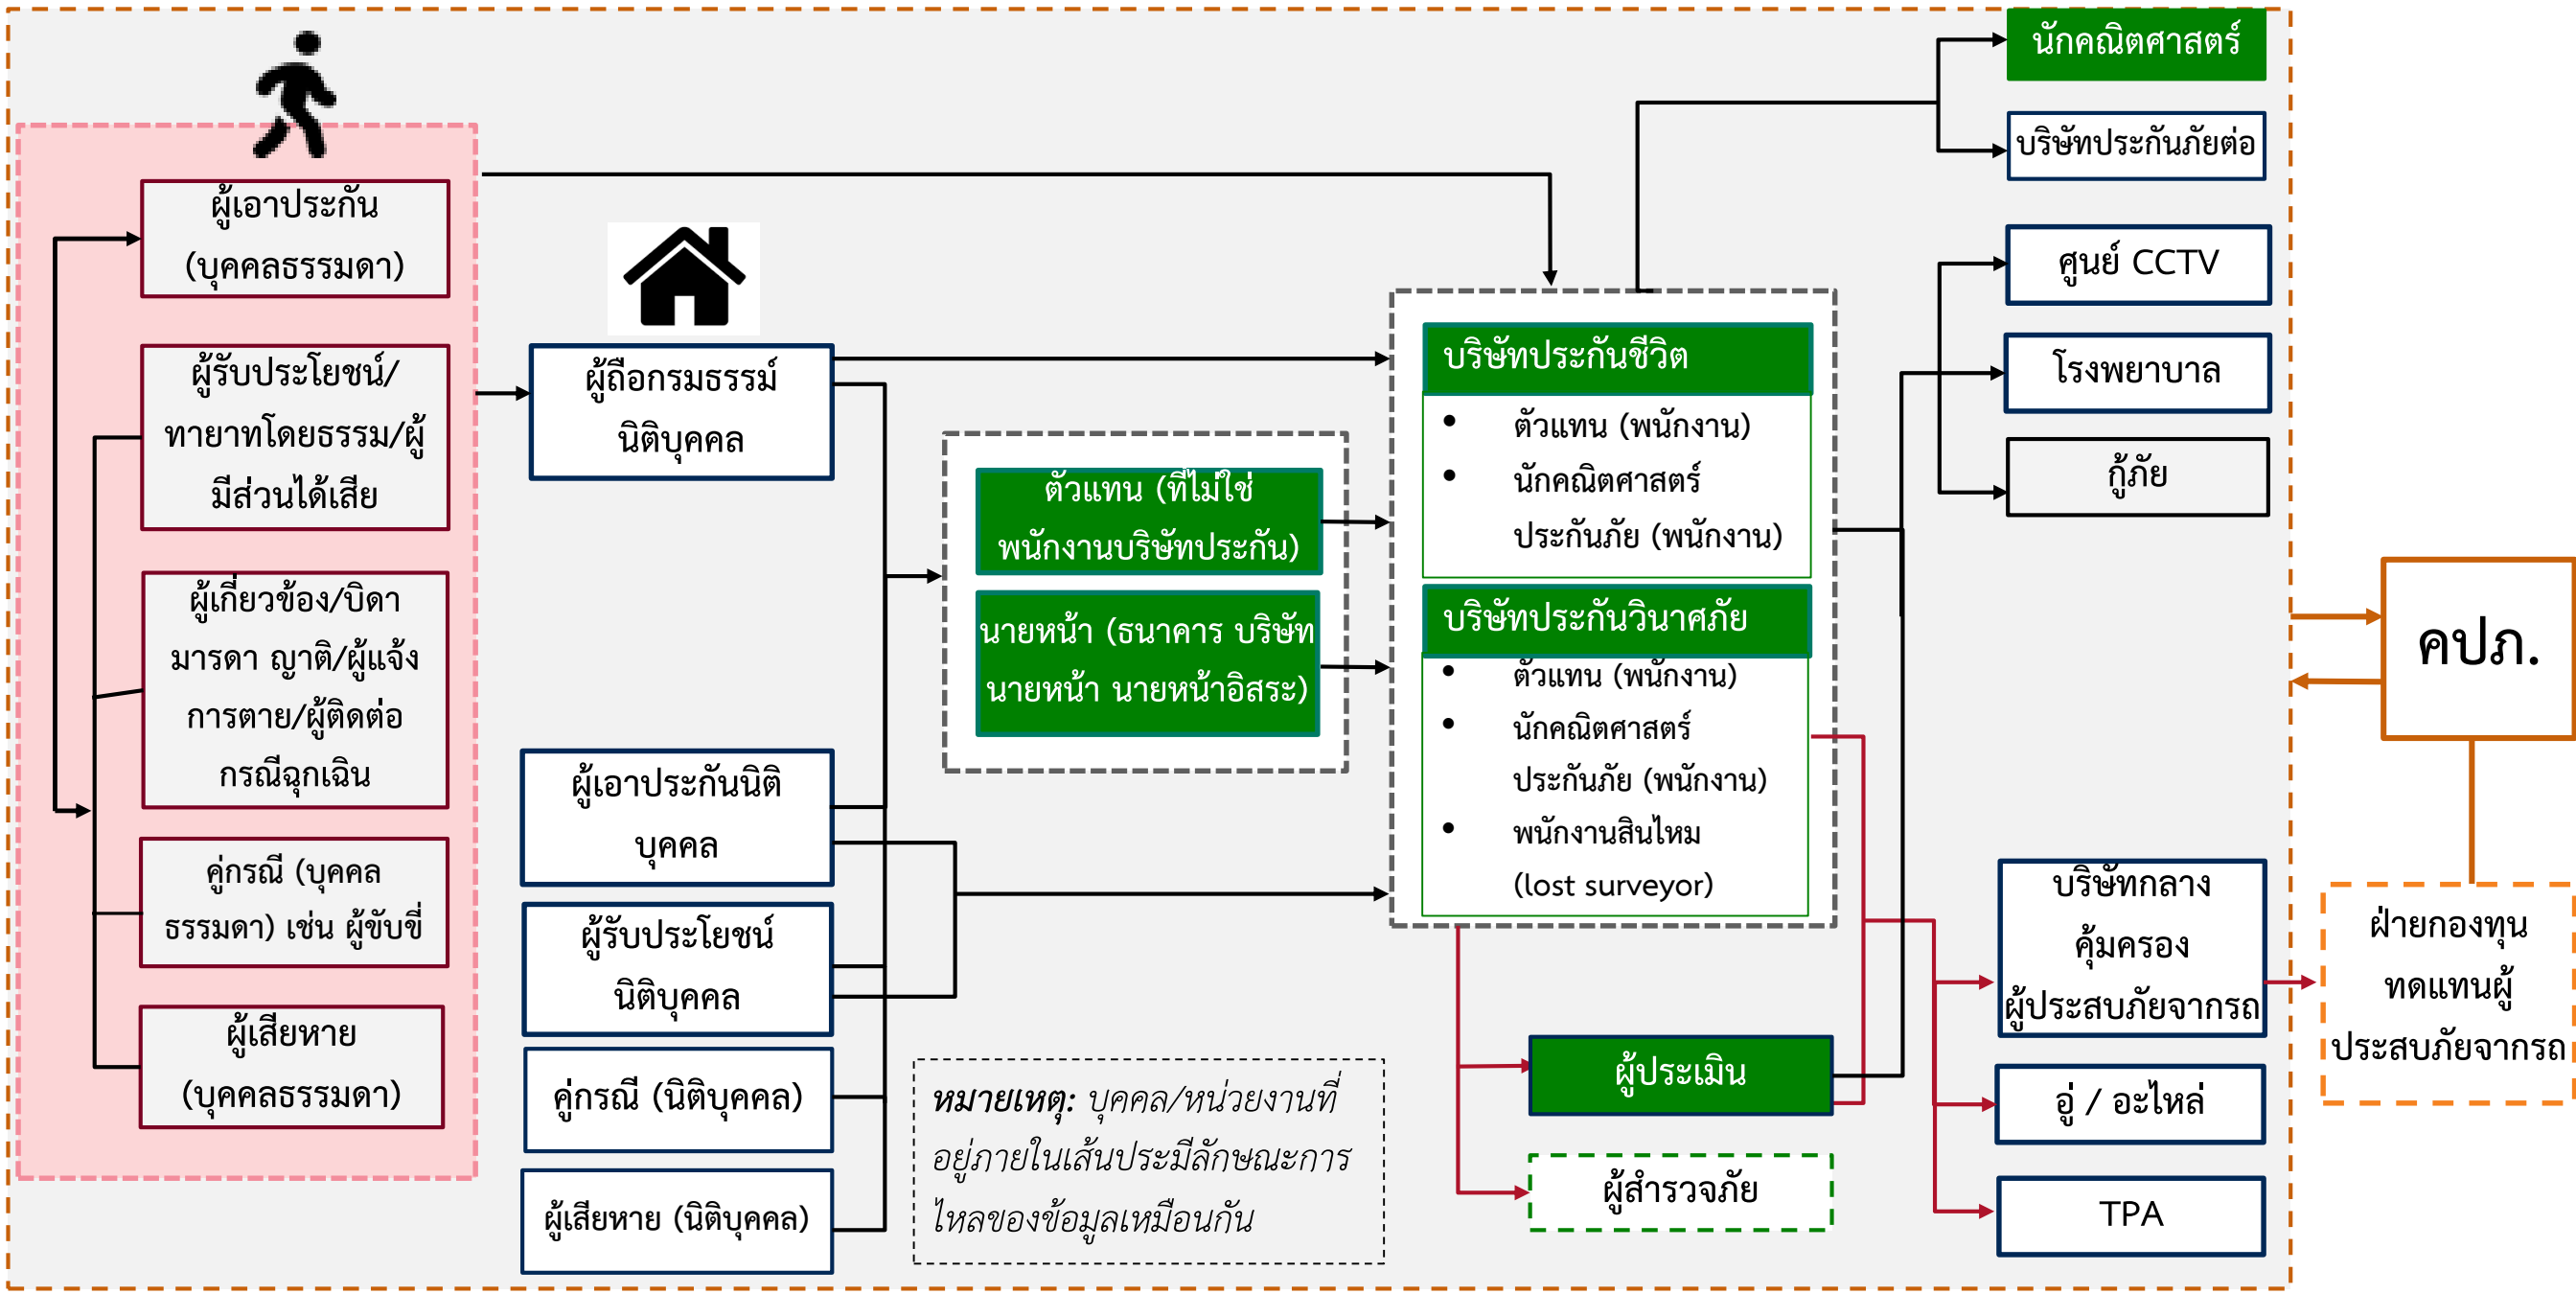 ผู้เอาประกัน
(บุคคลธรรมดา)
ผู้รับประโยชน์/
ทายาทโดยธรรม/ผู้
มีส่วนได้เสีย
ผู้เกี่ยวข้อง/บิดา
มารดา ญาติ/ผู้แจ้ง
การตาย/ผู้ติดต่อ
กรณีฉุกเฉิน
คู่กรณี (บุคคล
ธรรมดา) เช่น ผู้ขับขี่
ผู้เสียหาย
(บุคคลธรรมดา)
ผู้ถือกรมธรรม์
นิติบุคคล
ผู้เอาประกันนิติ
บุคคล
ผู้รับประโยชน์
นิติบุคคล
คู่กรณี (นิติบุคคล)
ผู้เสียหาย (นิติบุคคล)
ตัวแทน (ที่ไม่ใช่
พนักงานบริษัทประกัน)
นายหน้า (ธนาคาร บริษัท
นายหน้า นายหน้าอิสระ)
หมายเหตุ: บุคคล/หน่วยงานที่
อยู่ภายในเส้นประมีลักษณะการ
ไหลของข้อมูลเหมือนกัน
บริษัทประกันชีวิต
• ตัวแทน (พนักงาน)
• นักคณิตศาสตร์
ประกันภัย (พนักงาน)
บริษัทประกันวินาศภัย
• ตัวแทน (พนักงาน)
• นักคณิตศาสตร์
ประกันภัย (พนักงาน)
• พนักงานสินไหม
(lost surveyor)
ผู้ประเมิน
ผู้สำรวจภัย
นักคณิตศาสตร์
บริษัทประกันภัยต่อ
ศูนย์ CCTV
โรงพยาบาล
กู้ภัย
บริษัทกลาง
คุ้มครอง
ผู้ประสบภัยจากรถ
อู่ / อะไหล่
TPA
คปภ.
ฝ่ายกองทุน
ทดแทนผู้
ประสบภัยจากรถ